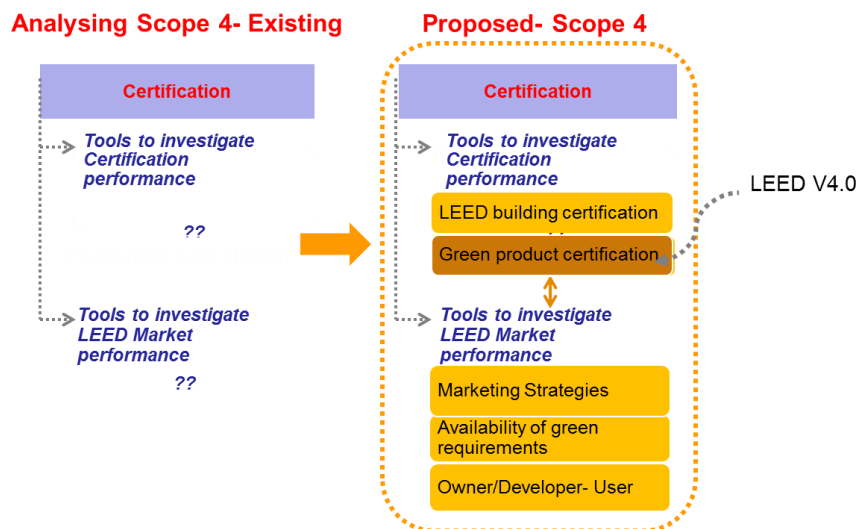 Analysing Scope 4- Existing
Certification
Tools to investigate
Certification
performance
??
Tools to investigate
LEED Market
performance
??
Proposed- Scope 4
Certification
Tools to investigate
Certification
performance
LEED building certification
Green product certification
LEED V4.0
Tools to investigate
LEED Market
performance
Marketing Strategies
Availability of green
requirements
Owner/Developer- User